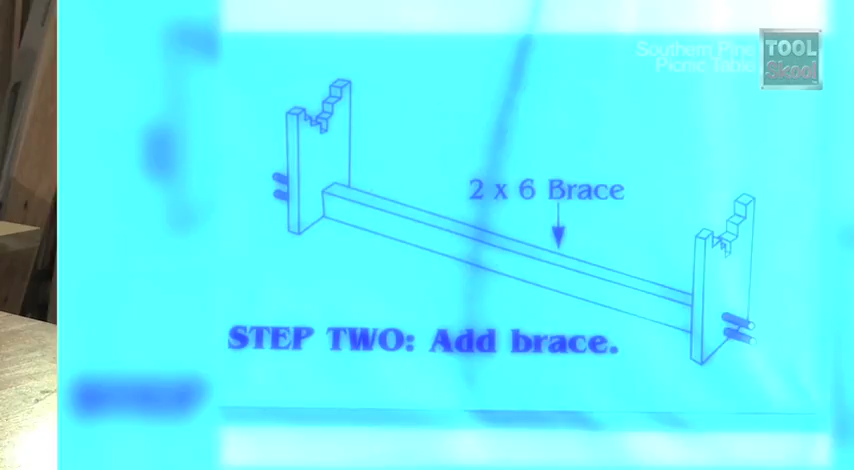 Southern Pine
Picnic Table
TOOL
Skool
2 x 6 Brace
STEP TWO: Add brace.